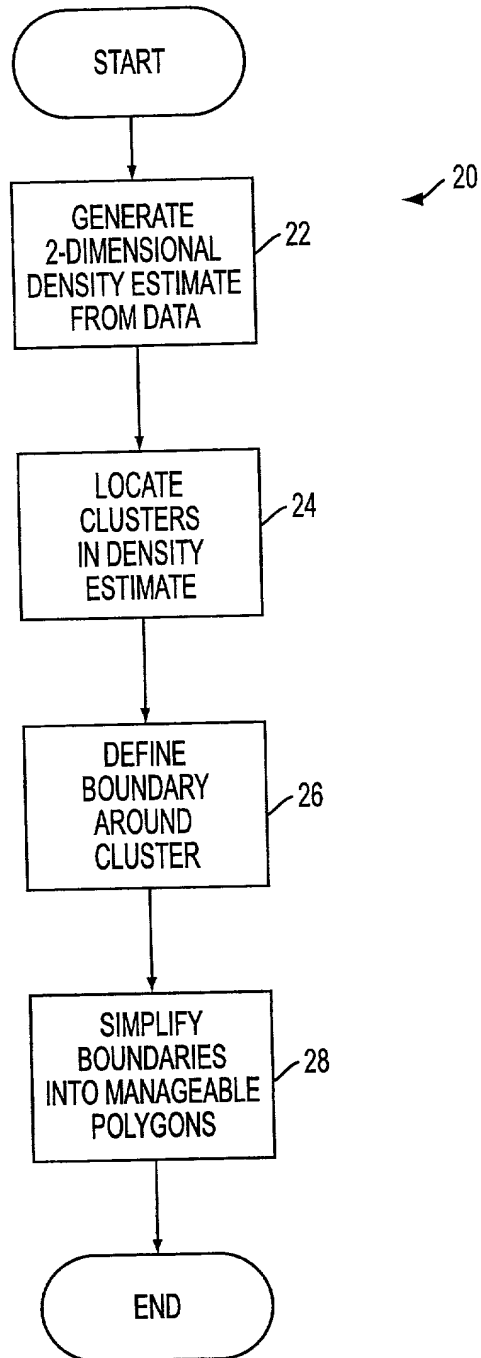 START
20
GENERATE
2-DIMENSIONAL
DENSITY ESTIMATE
FROM DATA
22
LOCATE
CLUSTERS
IN DENSITY
ESTIMATE
24
DEFINE
BOUNDARY
AROUND
CLUSTER
26
SIMPLIFY
BOUNDARIES
INTO MANAGEABLE
POLYGONS
28
END